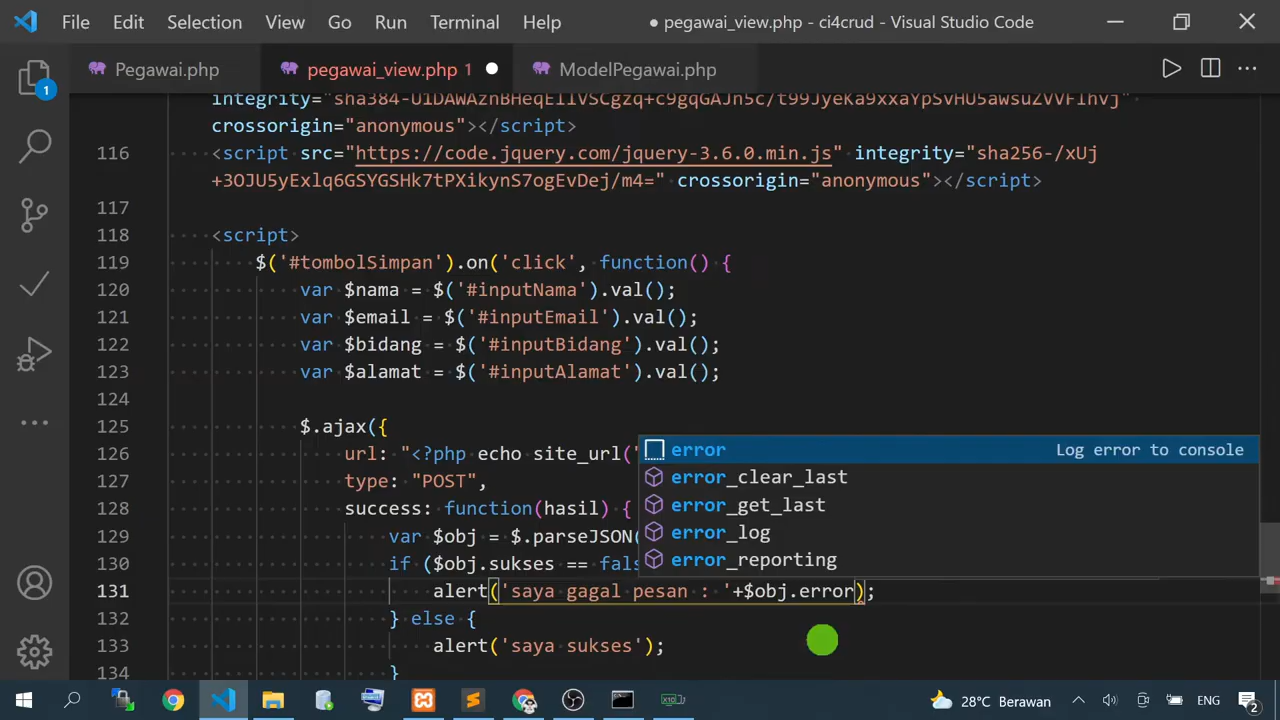 File Edit Selection View Go Run Terminal Help ● pegawai_view.php - ci4crud - Visual Studio Code
Pegawai.php pegawai_view.php 1 ModelPegawai.php
crossorigin="anonymous"></script>
116 <script src="https://code.jquery.com/jquery-3.6.0.min.js" integrity="sha256-/xUj
+3OJU5yExlq6GSYGSHk7tPXikynS7ogEvDej/m4=" crossorigin="anonymous"></script>
117
118 <script>
119 $('#tombolSimpan').on('click', function() {
120 var $nama = $('#inputNama').val();
121 var $email = $('#inputEmail').val();
122 var $bidang = $('#inputBidang').val();
123 var $alamat = $('#inputAlamat').val();
124
125 $.ajax({
126 url: "<?php echo site_url("
127 type: "POST",
128 success: function(hasil) {
129 var $obj = $.parseJSON(
130 if ($obj.sukses == fals
131 alert('saya gagal pesan : '+$obj.error);
132 } else {
133 alert('saya sukses');
134 }
error Log error to console
error_clear_last
error_get_last
error_log
error_reporting
1
28°C Berawan ENG 2